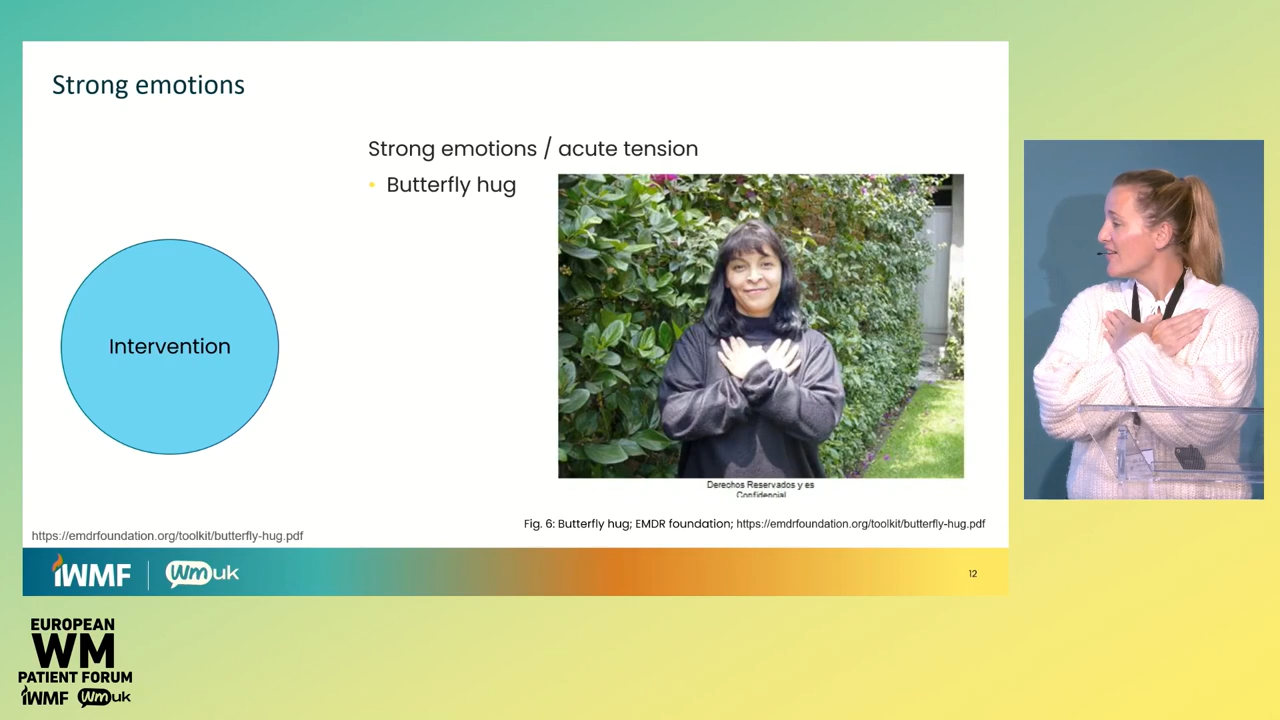 Strong emotions
Strong emotions / acute tension
• Butterfly hug
Intervention
Derechos Reservados y es
Confidencial
Fig. 6: Butterfly hug; EMDR foundation; https://emdrfoundation.org/toolkit/butterfly-hug.pdf
https://emdrfoundation.org/toolkit/butterfly-hug.pdf
iWMF
Wmuk
12
EUROPEAN
WM
PATIENT FORUM
iWMF Wmuk